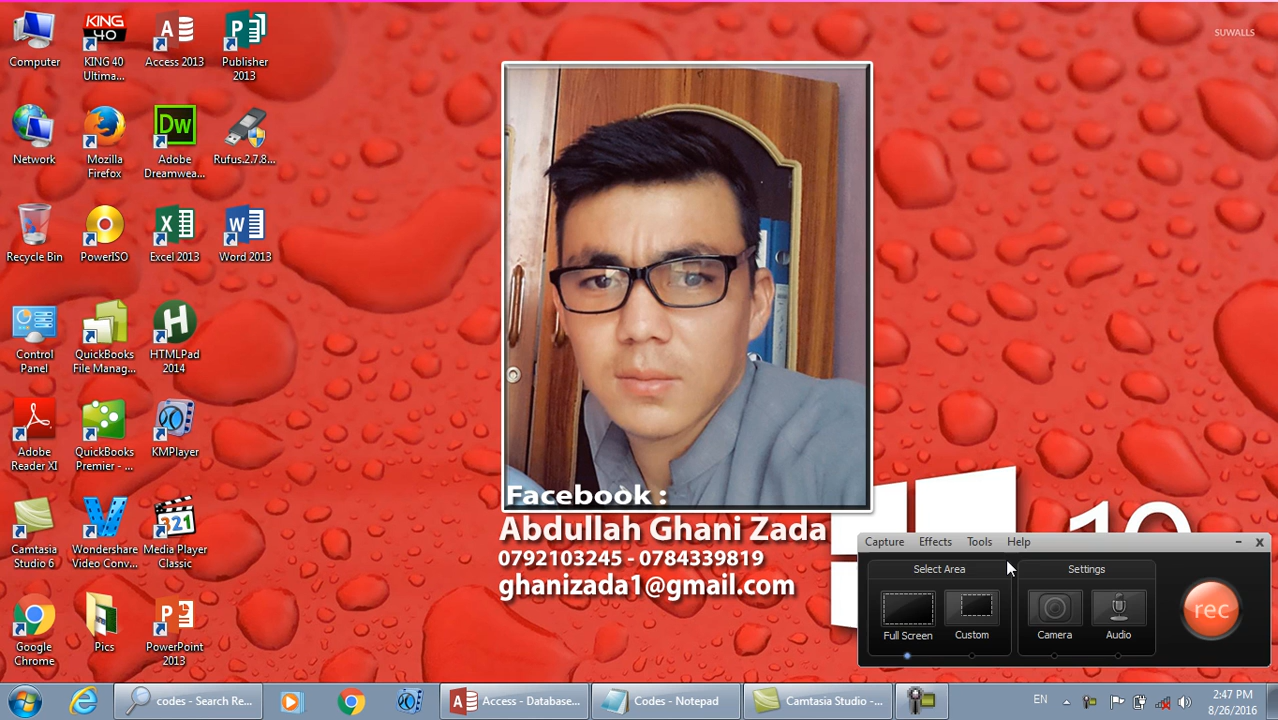 SUWALLS
Computer
KING 40 Ultima...
Access 2013
Publisher 2013
Network
Mozilla Firefox
Dw
Adobe Dreamwea...
Rufus.2.7.8...
Recycle Bin
PowerISO
Excel 2013
Word 2013
Control Panel
QuickBooks File Manag...
HTMLPad 2014
Adobe Reader XI
QuickBooks Premier - ...
KMPlayer
Camtasia Studio 6
Wondershare Video Conv...
321
Media Player Classic
Google Chrome
Pics
PowerPoint 2013
Facebook :
Abdullah Ghani Zada
0792103245 - 0784339819
ghanizada1@gmail.com
10
Capture Effects Tools Help
Select Area
Settings
Full Screen
Custom
Camera
Audio
rec
codes - Search Re...
Access - Database...
Codes - Notepad
Camtasia Studio -...
EN
2:47 PM
8/26/2016